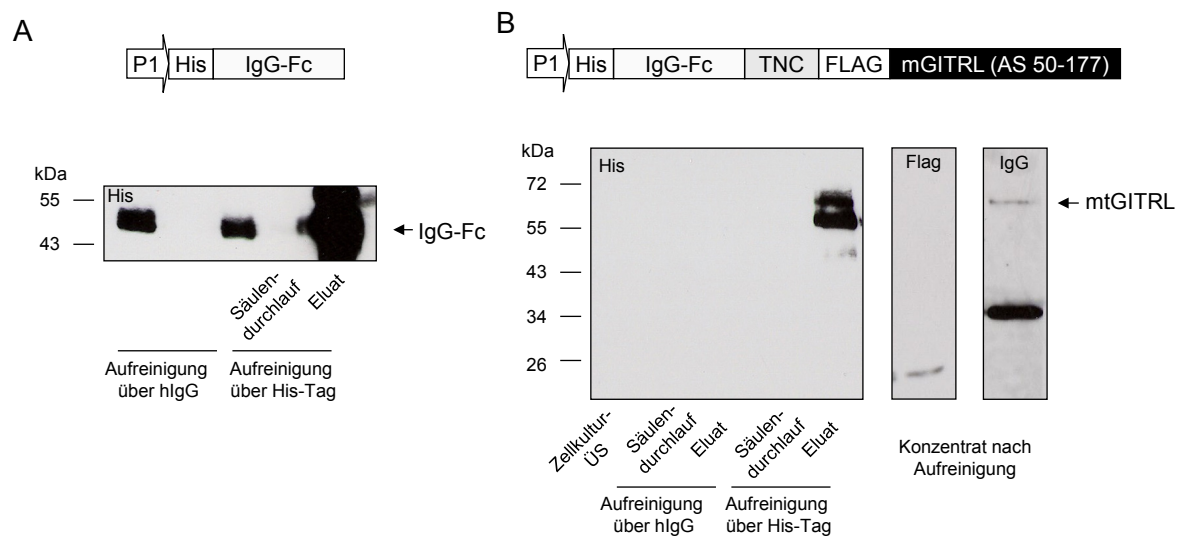 A
P1 His IgG-Fc
kDa
55
43
His
IgG-Fc
Säulen-
durchlauf
Eluat
Aufreinigung
über hIgG
Aufreinigung
über His-Tag
B
P1 His IgG-Fc TNC FLAG mGITRL (AS 50-177)
kDa
72
55
43
34
26
His
Flag
IgG
mtGITRL
Zellkultur-
ÜS
Säulen-
durchlauf
Eluat
Säulen-
durchlauf
Eluat
Aufreinigung
über hIgG
Aufreinigung
über His-Tag
Konzentrat nach
Aufreinigung